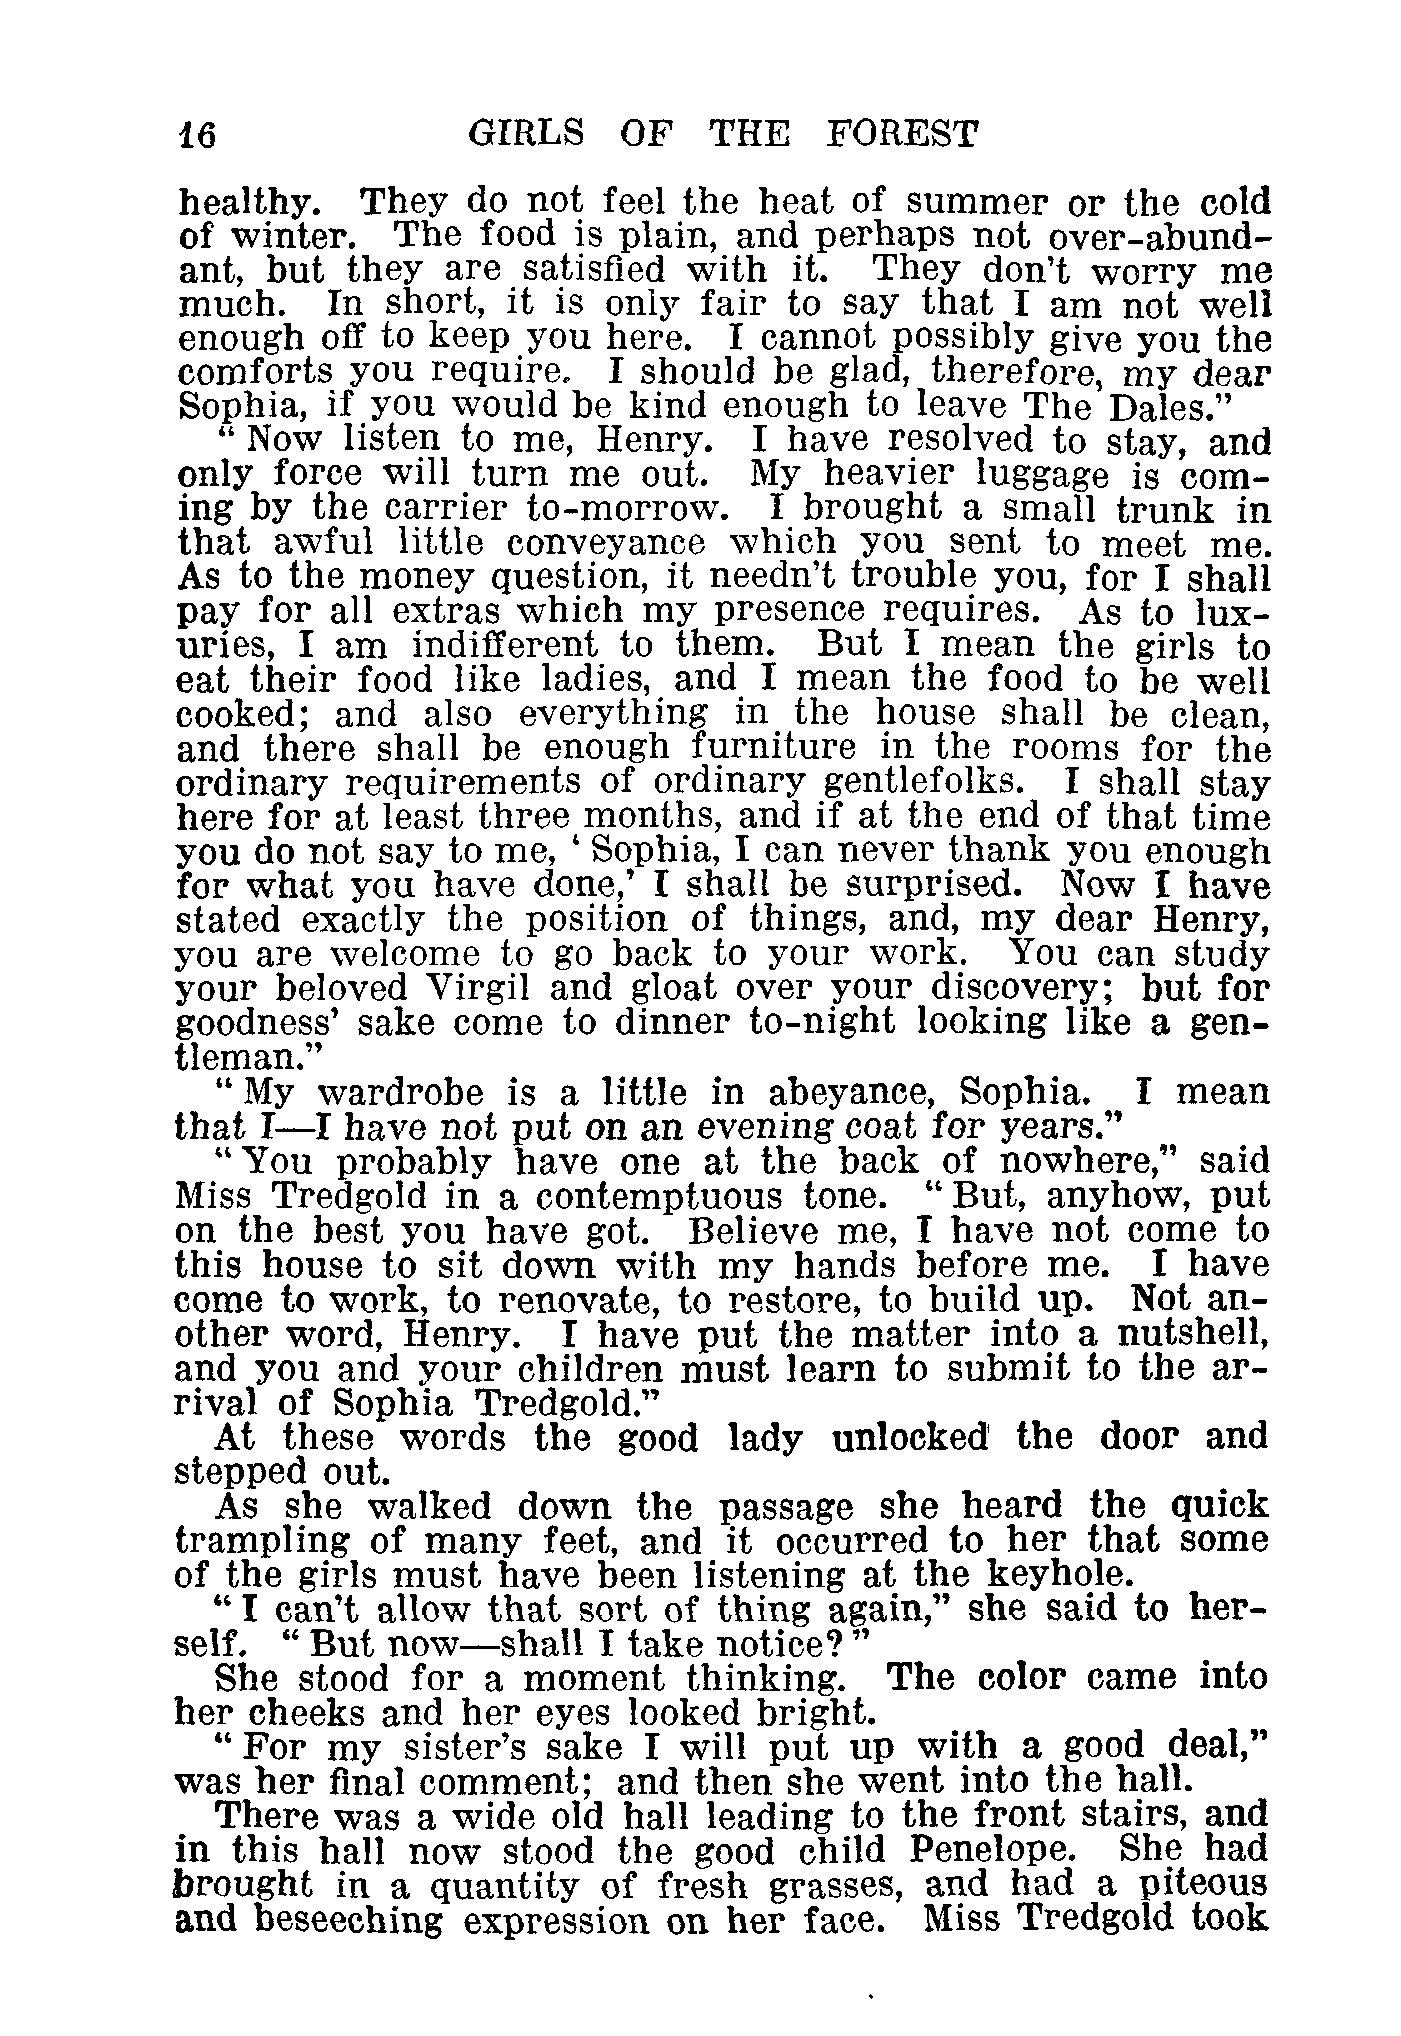 16 GIRLS OF THE FOREST
healthy. They do not feel the heat of summer or the cold
of winter. The food is plain, and perhaps not over-abund-
ant, but they are satisfied with it. They don't worry me
much. In short, it is only fair to say that I am not well
enough off to keep you here. I cannot possibly give you the
comforts you require. I should be glad, therefore, my dear
Sophia, if you would be kind enough to leave The Dales."
" Now listen to me, Henry. I have resolved to stay, and
only force will turn me out. My heavier luggage is com-
ing by the carrier to-morrow. I brought a small trunk in
that awful little conveyance which you sent to meet me.
As to the money question, it needn't trouble you, for I shall
pay for all extras which my presence requires. As to lux-
uries, I am indifferent to them. But I mean the girls to
eat their food like ladies, and I mean the food to be well
cooked; and also everything in the house shall be clean,
and there shall be enough furniture in the rooms for the
ordinary requirements of ordinary gentlefolks. I shall stay
here for at least three months, and if at the end of that time
you do not say to me, ' Sophia, I can never thank you enough
for what you have done,' I shall be surprised. Now I have
stated exactly the position of things, and, my dear Henry,
you are welcome to go back to your work. You can study
your beloved Virgil and gloat over your discovery; but for
goodness' sake come to dinner to-night looking like a gen-
tleman."
" My wardrobe is a little in abeyance, Sophia. I mean
that I—I have not put on an evening coat for years."
" You probably have one at the back of nowhere," said
Miss Tredgold in a contemptuous tone. " But, anyhow, put
on the best you have got. Believe me, I have not come to
this house to sit down with my hands before me. I have
come to work, to renovate, to restore, to build up. Not an-
other word, Henry. I have put the matter into a nutshell,
and you and your children must learn to submit to the ar-
rival of Sophia Tredgold."
At these words the good lady unlocked the door and
stepped out.
As she walked down the passage she heard the quick
trampling of many feet, and it occurred to her that some
of the girls must have been listening at the keyhole.
" I can't allow that sort of thing again," she said to her-
self. " But now—shall I take notice? "
She stood for a moment thinking. The color came into
her cheeks and her eyes looked bright.
" For my sister's sake I will put up with a good deal,"
was her final comment; and then she went into the hall.
There was a wide old hall leading to the front stairs, and
in this hall now stood the good child Penelope. She had
brought in a quantity of fresh grasses, and had a piteous
and beseeching expression on her face. Miss Tredgold took